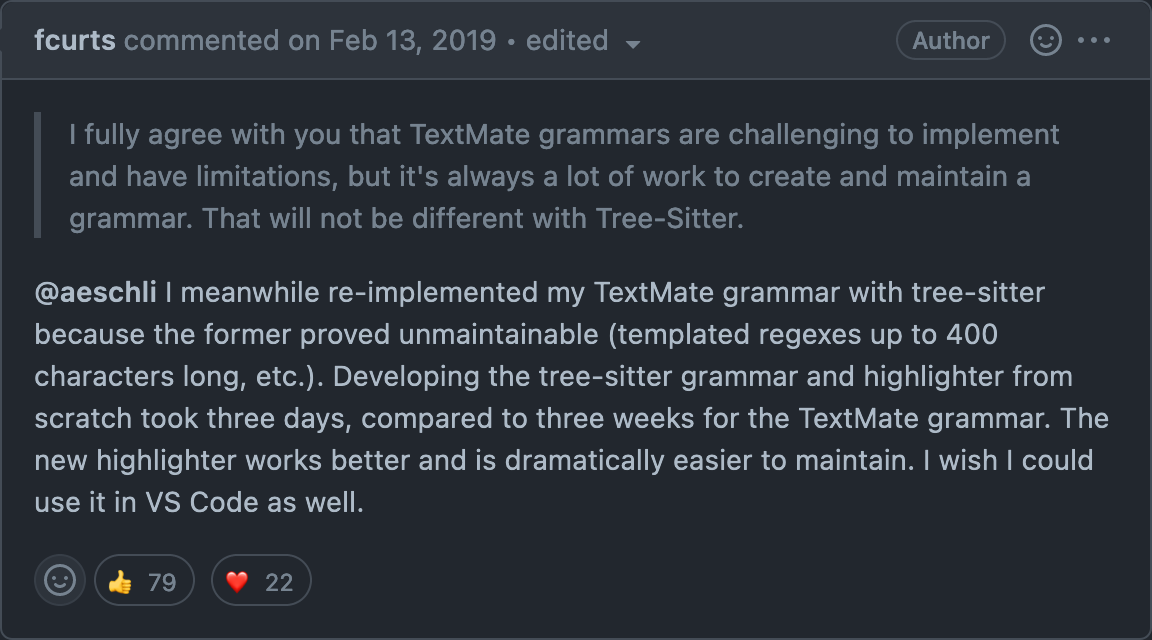 fcurts commented on Feb 13, 2019 • edited
Author
I fully agree with you that TextMate grammars are challenging to implement
and have limitations, but it's always a lot of work to create and maintain a
grammar. That will not be different with Tree-Sitter.
@aeschli I meanwhile re-implemented my TextMate grammar with tree-sitter
because the former proved unmaintainable (templated regexes up to 400
characters long, etc.). Developing the tree-sitter grammar and highlighter from
scratch took three days, compared to three weeks for the TextMate grammar. The
new highlighter works better and is dramatically easier to maintain. I wish I could
use it in VS Code as well.
👍 79 ❤️ 22